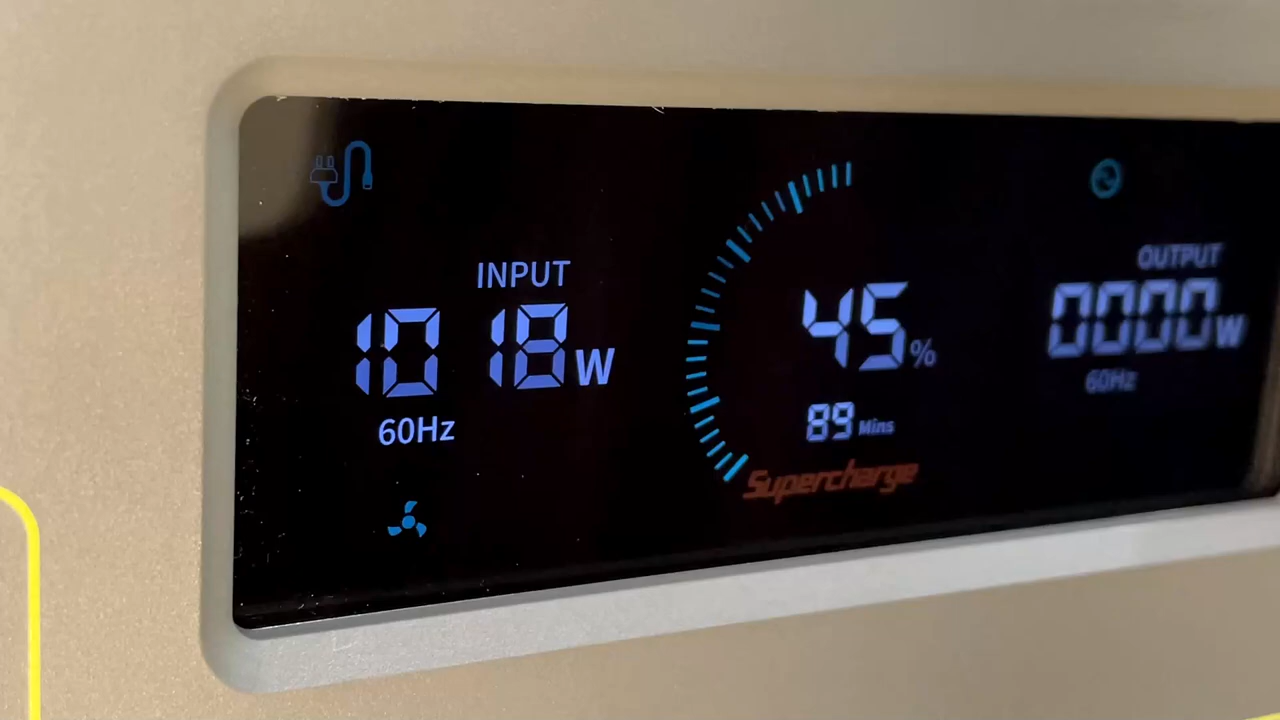 INPUT
1018W
60Hz
45%
89 Mins
Supercharge
OUTPUT
0000W
60Hz